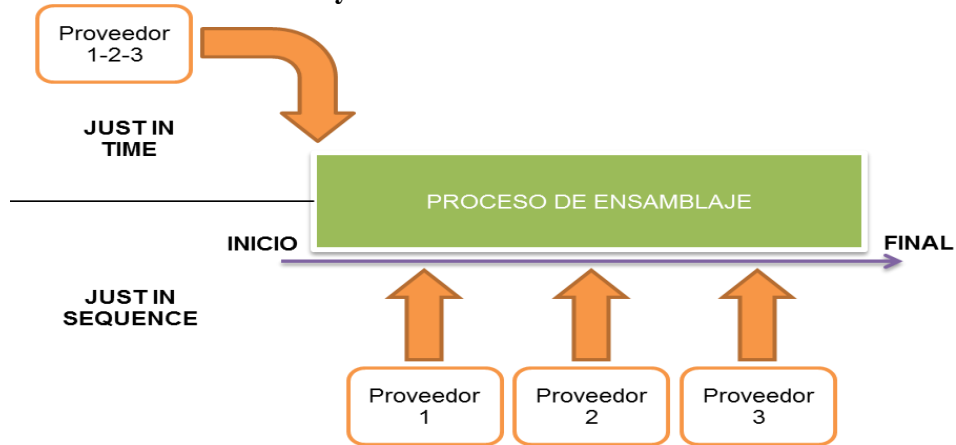 y
Proveedor
1-2-3
JUST IN
TIME
PROCESO DE ENSAMBLAJE
INICIO
FINAL
JUST IN
SEQUENCE
Proveedor
1
Proveedor
2
Proveedor
3